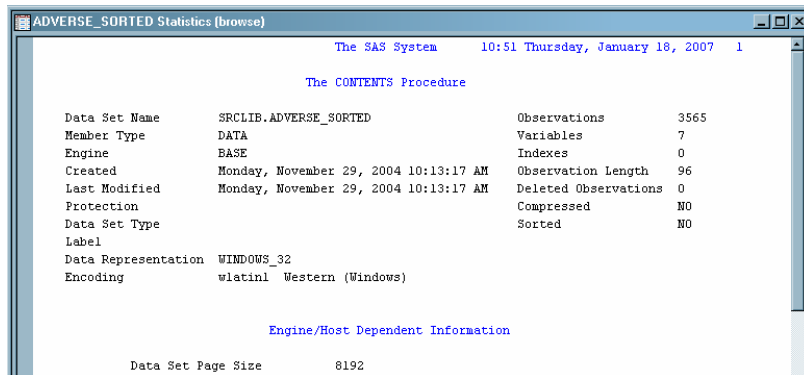 ADVERSE_SORTED Statistics (browse)
The SAS System 10:51 Thursday, January 18, 2007 1
The CONTENTS Procedure
Data Set Name SRCLIB.ADVERSE_SORTED Observations 3565
Member Type DATA Variables 7
Engine BASE Indexes 0
Created Monday, November 29, 2004 10:13:17 AM Observation Length 96
Last Modified Monday, November 29, 2004 10:13:17 AM Deleted Observations 0
Protection Compressed NO
Data Set Type Sorted NO
Label
Data Representation WINDOWS_32
Encoding wlatin1 Western (Windows)
Engine/Host Dependent Information
Data Set Page Size 8192